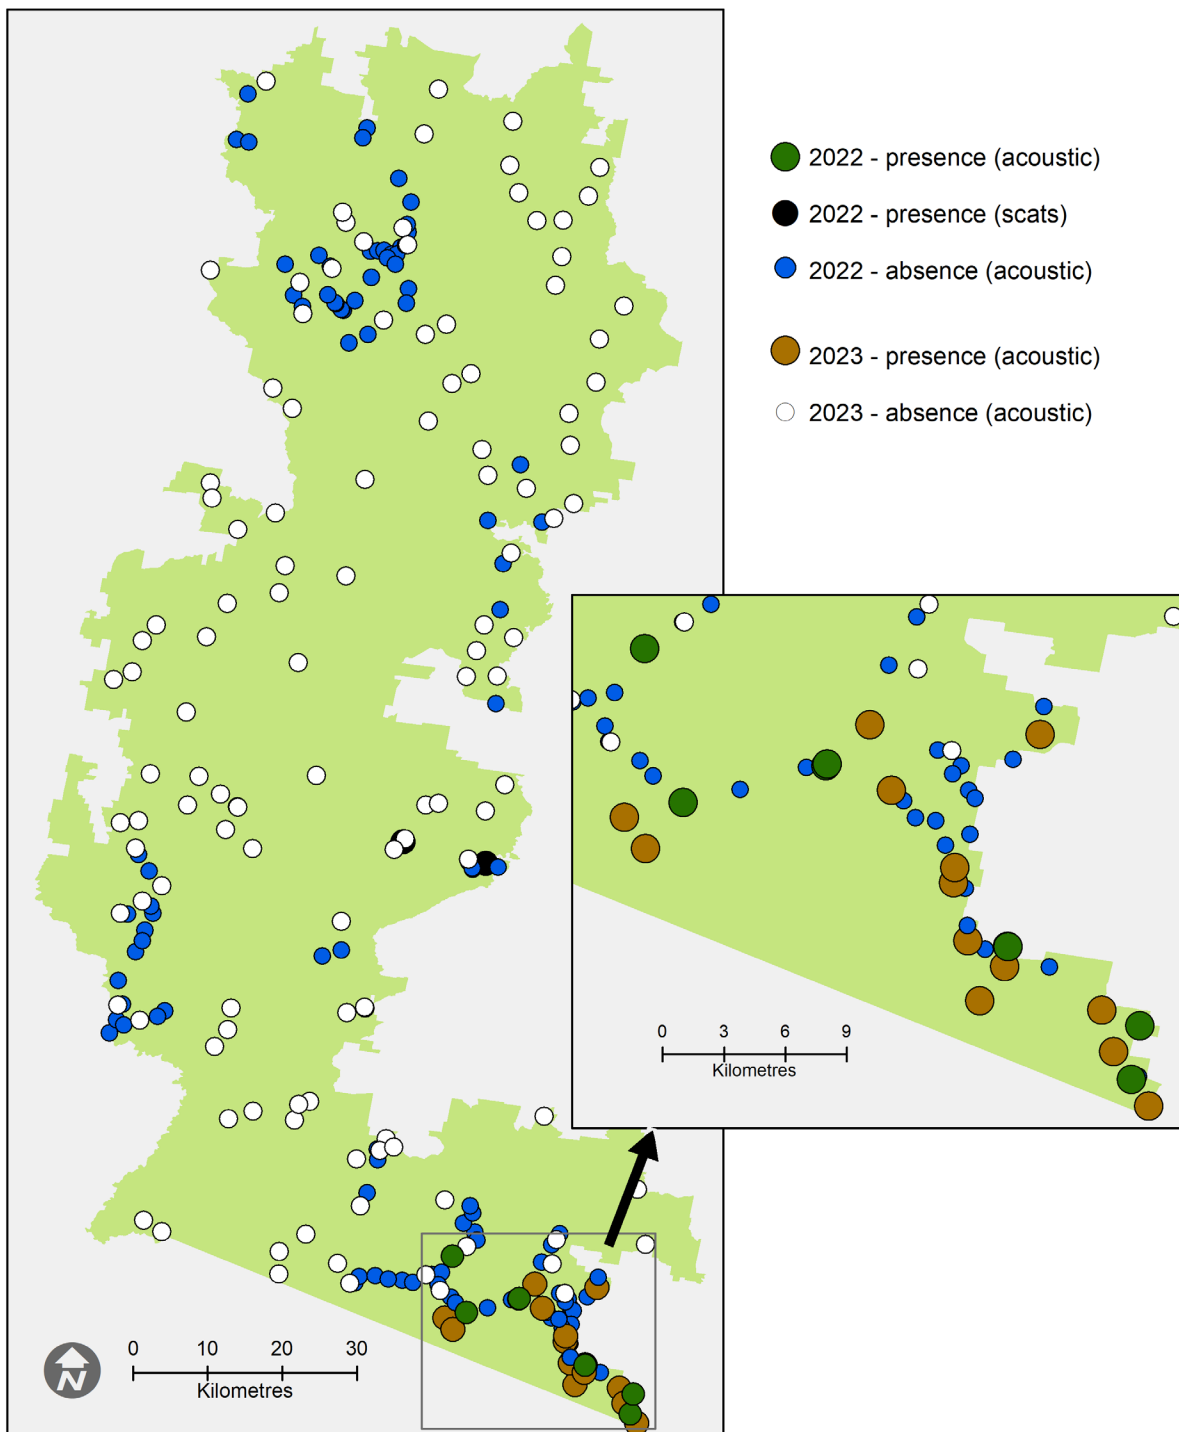 2022 - presence (acoustic)
2022 - presence (scats)
2022 - absence (acoustic)
2023 - presence (acoustic)
2023 - absence (acoustic)
0 3 6 9
Kilometres
N
0 10 20 30
Kilometres